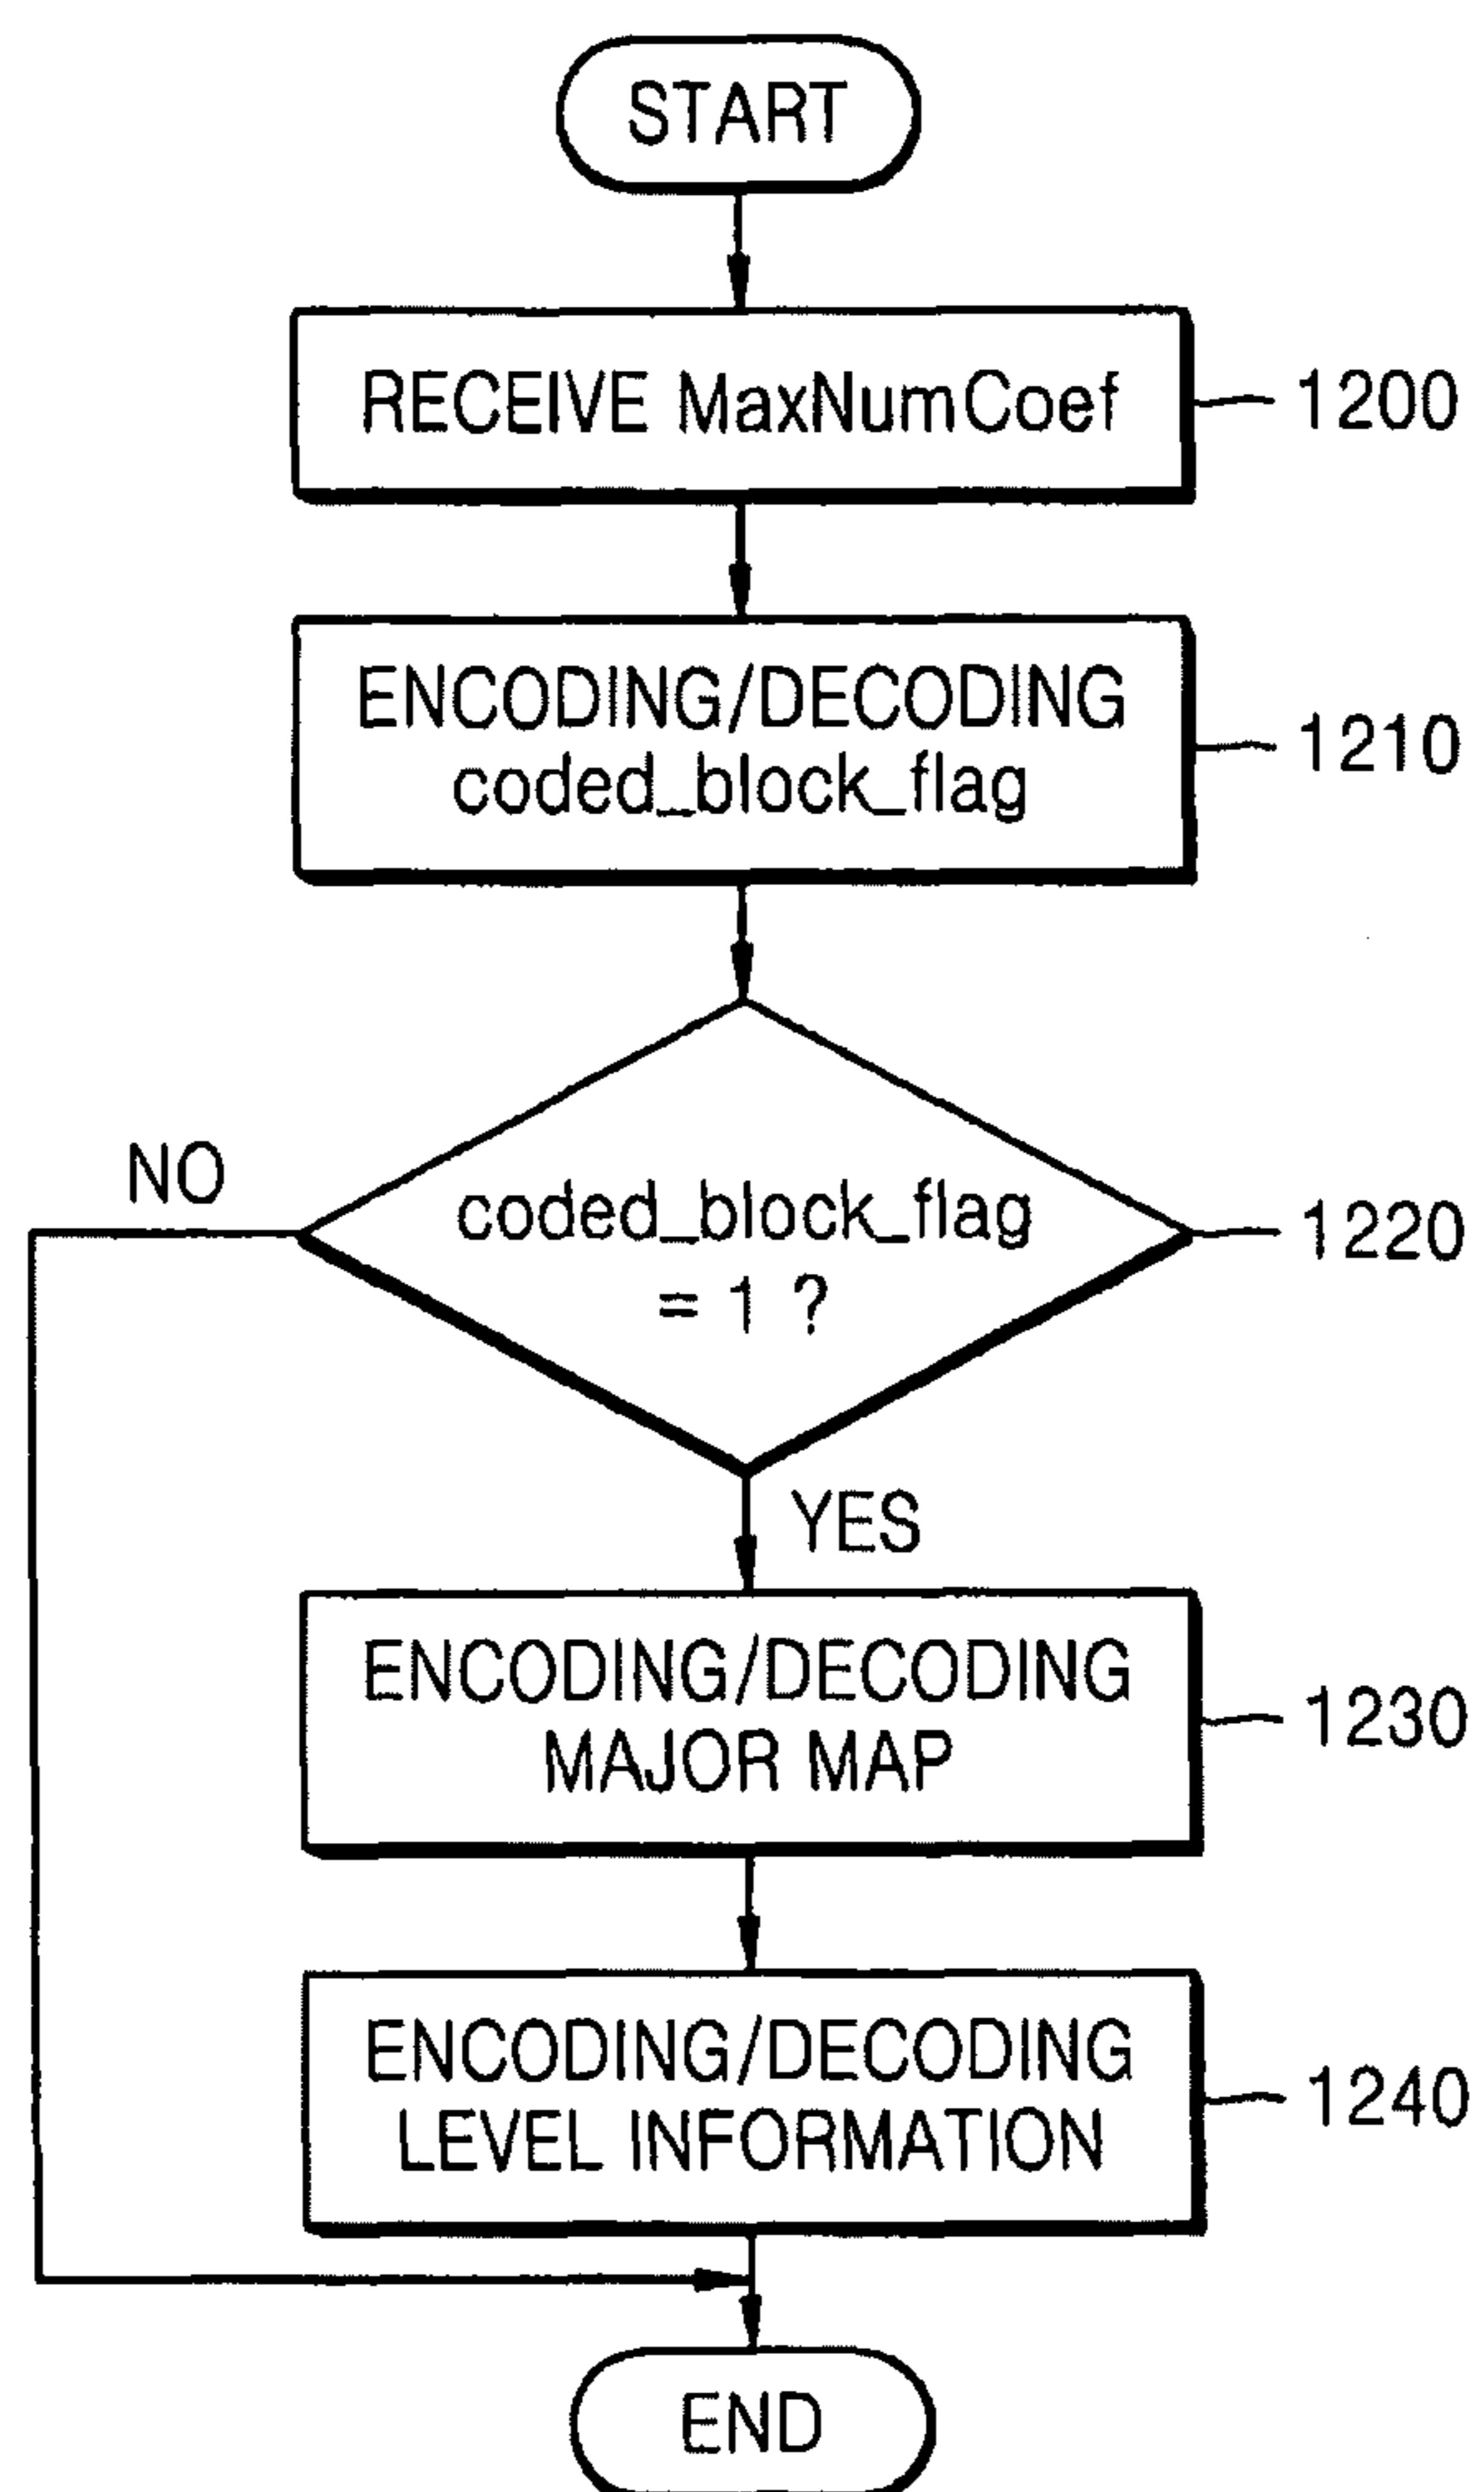 START
RECEIVE MaxNumCoef
1200
ENCODING/DECODING
coded_block_flag
1210
NO
coded_block_flag
= 1 ?
1220
YES
ENCODING/DECODING
MAJOR MAP
1230
ENCODING/DECODING
LEVEL INFORMATION
1240
END